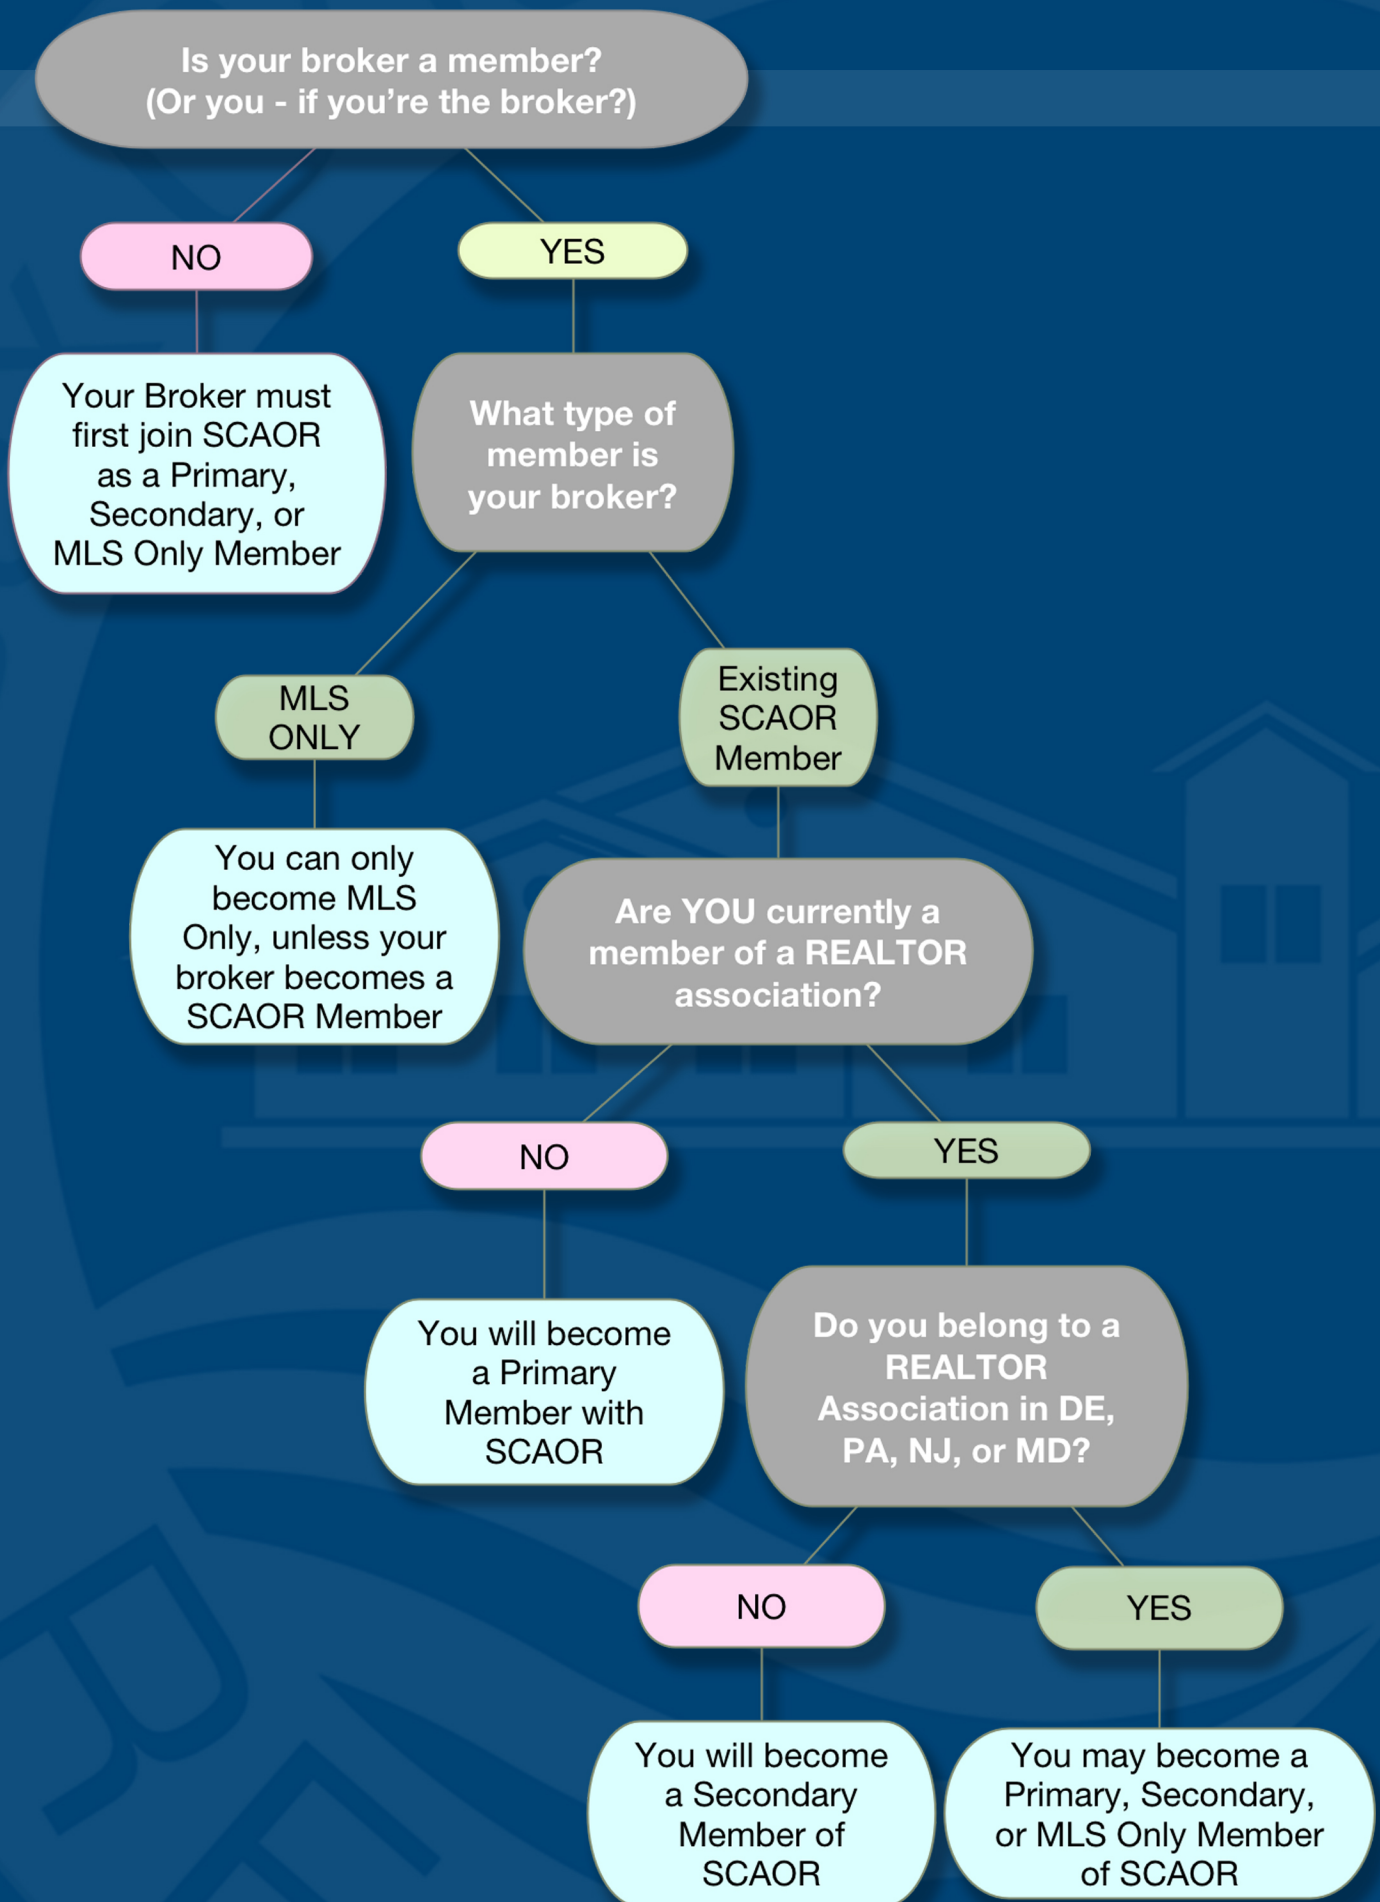 Is your broker a member?
(Or you - if you're the broker?)
NO
YES
Your Broker must
first join SCAOR
as a Primary,
Secondary, or
MLS Only Member
What type of
member is
your broker?
MLS
ONLY
Existing
SCAOR
Member
You can only
become MLS
Only, unless your
broker becomes a
SCAOR Member
Are YOU currently a
member of a REALTOR
association?
NO
YES
You will become
a Primary
Member with
SCAOR
Do you belong to a
REALTOR
Association in DE,
PA, NJ, or MD?
NO
YES
You will become
a Secondary
Member of
SCAOR
You may become a
Primary, Secondary,
or MLS Only Member
of SCAOR